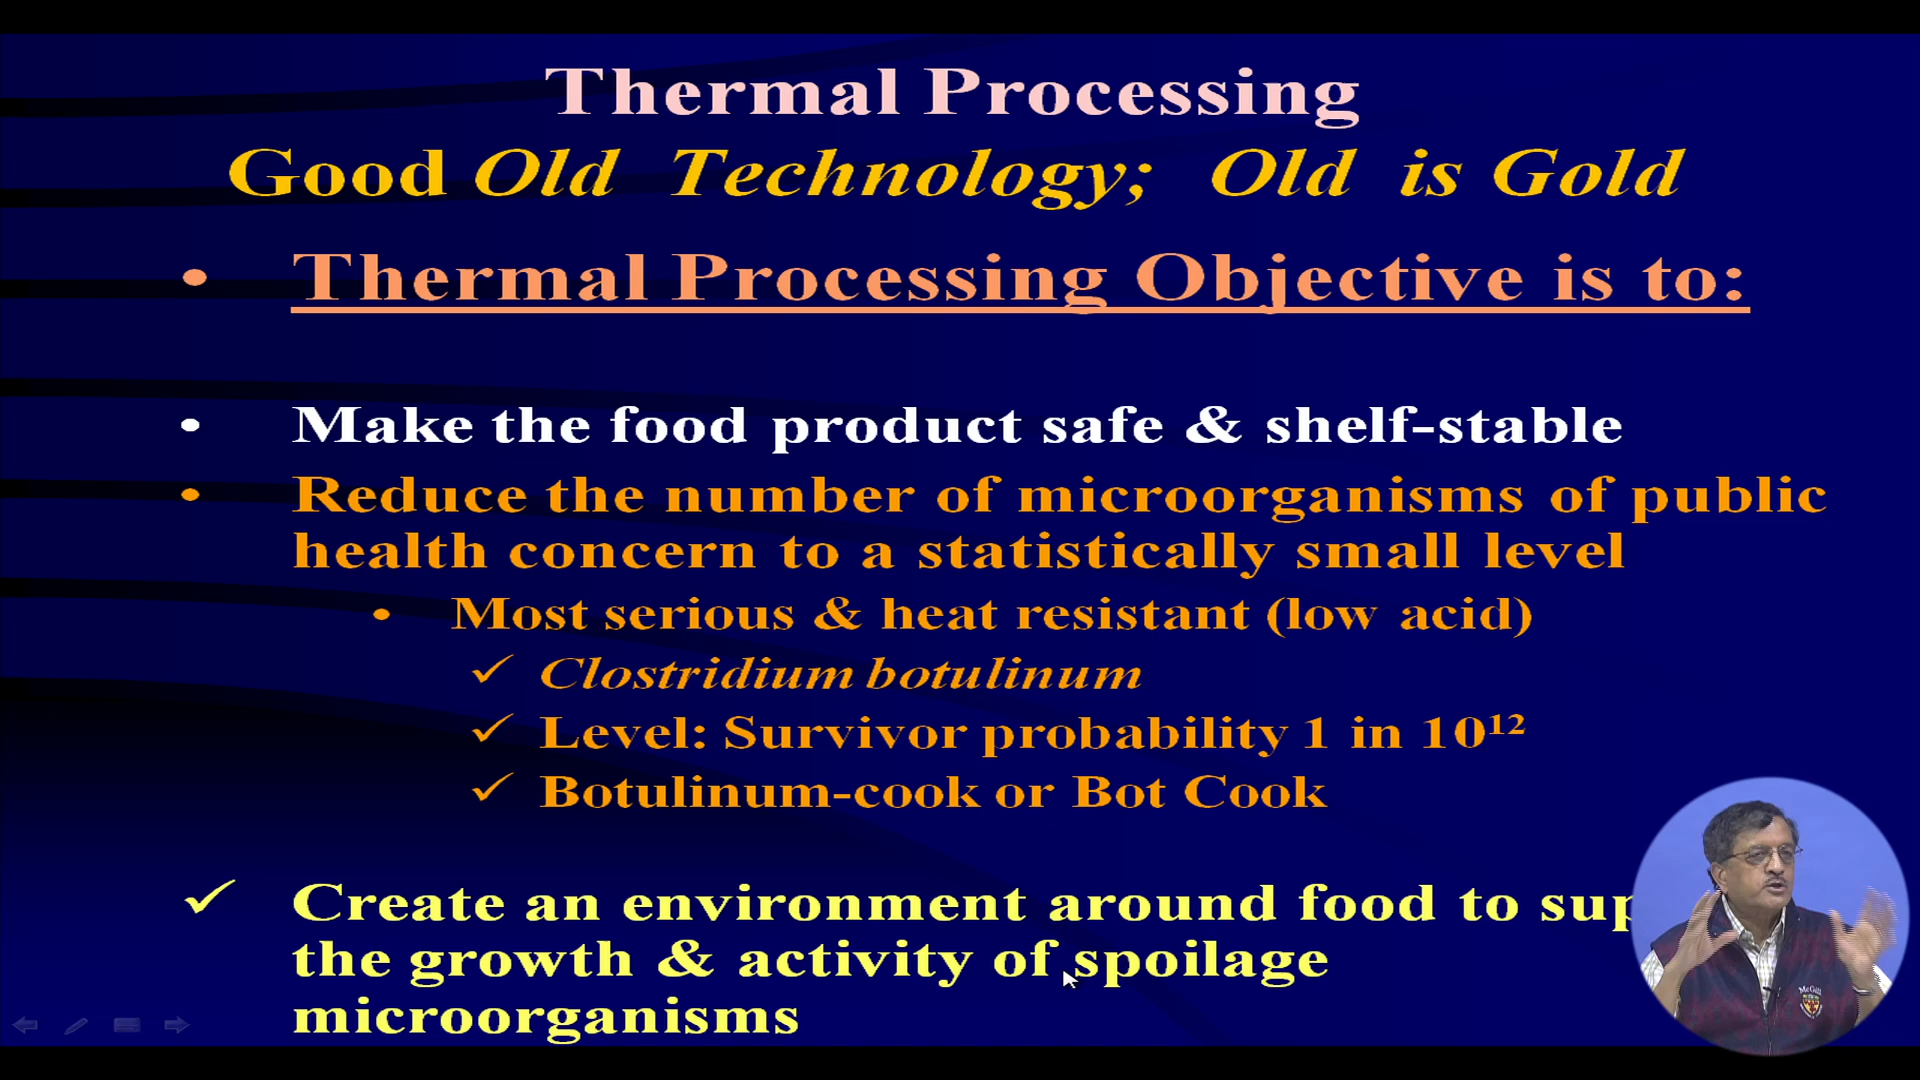 Thermal Processing
Good Old Technology; Old is Gold
• Thermal Processing Objective is to:
• Make the food product safe & shelf-stable
• Reduce the number of microorganisms of public
health concern to a statistically small level
• Most serious & heat resistant (low acid)
✓ Clostridium botulinum
✓ Level: Survivor probability 1 in 10¹²
✓ Botulinum-cook or Bot Cook
✓ Create an environment around food to
the growth & activity of spoilage
microorganisms
McGill